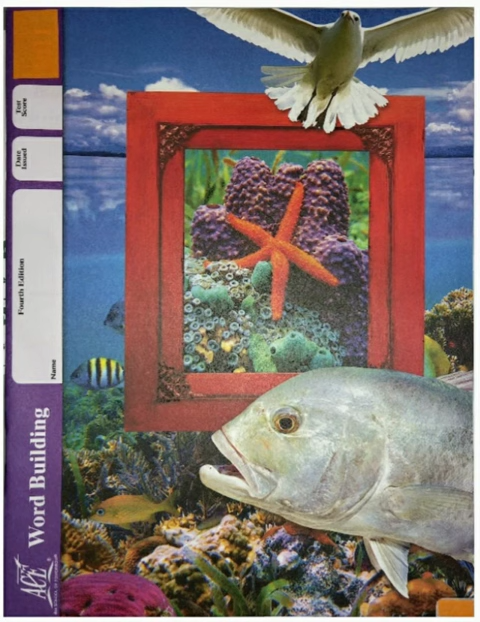 Test
Score
Date
Issued
Fourth Edition
Name
Word Building
ACE